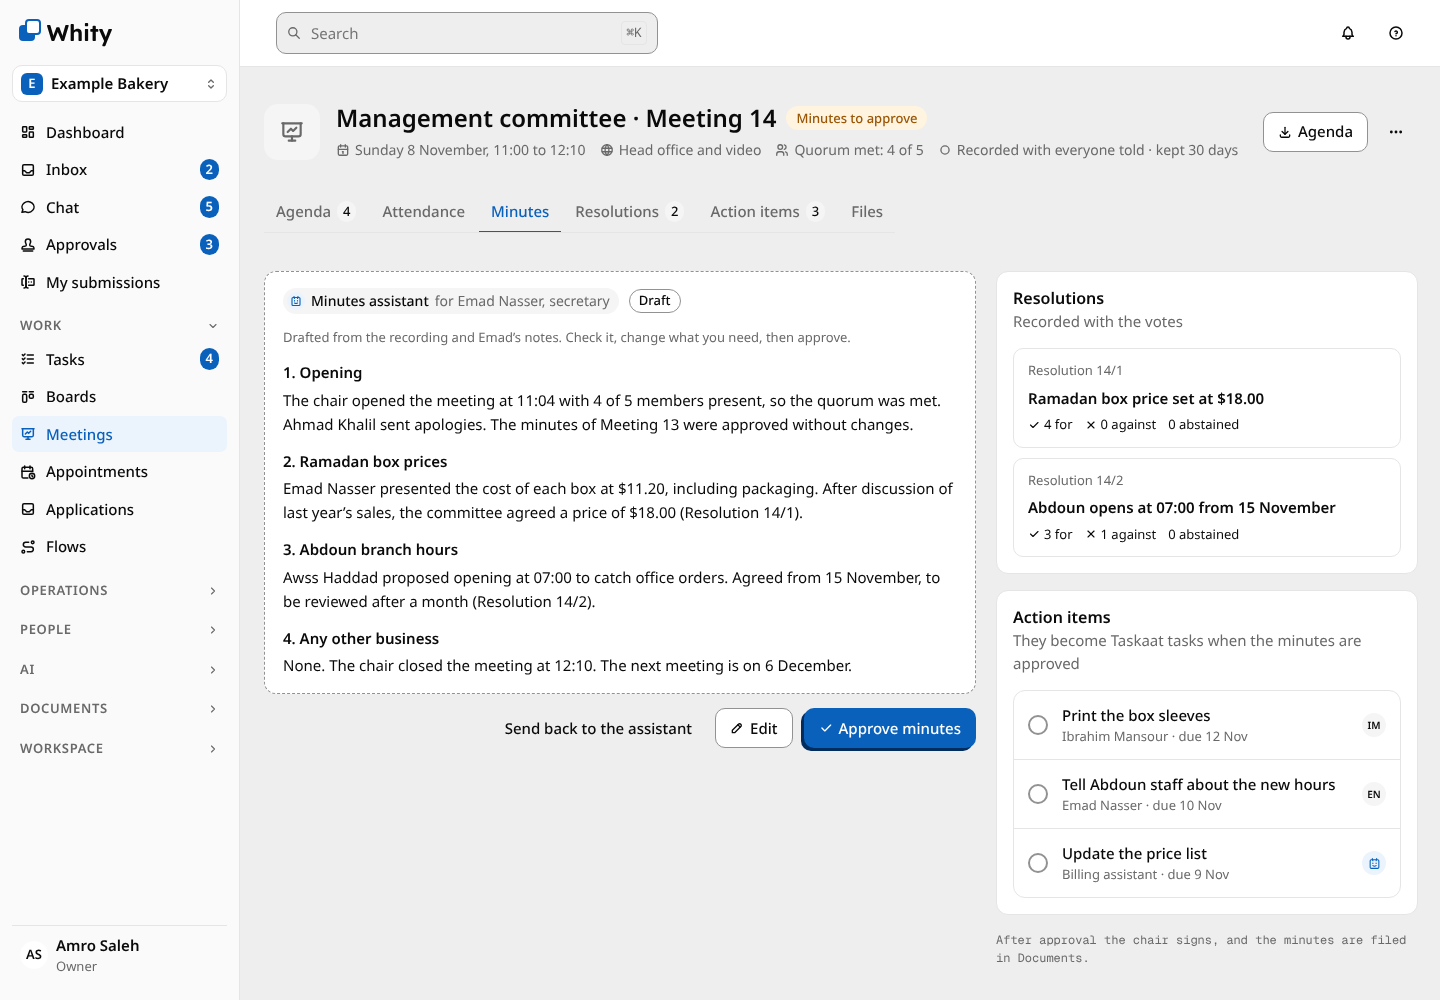 Whity
E Example Bakery
Dashboard
Inbox 2
Chat 5
Approvals 3
My submissions
WORK
Tasks 4
Boards
Meetings
Appointments
Applications
Flows
OPERATIONS
PEOPLE
AI
DOCUMENTS
WORKSPACE
AS Amro Saleh
Owner
Search ⌘K
Management committee · Meeting 14 Minutes to approve
Sunday 8 November, 11:00 to 12:10 Head office and video Quorum met: 4 of 5 Recorded with everyone told · kept 30 days
Agenda
Agenda 4 Attendance Minutes Resolutions 2 Action items 3 Files
Minutes assistant for Emad Nasser, secretary Draft
Drafted from the recording and Emad’s notes. Check it, change what you need, then approve.
1. Opening
The chair opened the meeting at 11:04 with 4 of 5 members present, so the quorum was met.
Ahmad Khalil sent apologies. The minutes of Meeting 13 were approved without changes.
2. Ramadan box prices
Emad Nasser presented the cost of each box at $11.20, including packaging. After discussion of
last year’s sales, the committee agreed a price of $18.00 (Resolution 14/1).
3. Abdoun branch hours
Awss Haddad proposed opening at 07:00 to catch office orders. Agreed from 15 November, to
be reviewed after a month (Resolution 14/2).
4. Any other business
None. The chair closed the meeting at 12:10. The next meeting is on 6 December.
Send back to the assistant Edit Approve minutes
Resolutions
Recorded with the votes
Resolution 14/1
Ramadan box price set at $18.00
4 for 0 against 0 abstained
Resolution 14/2
Abdoun opens at 07:00 from 15 November
3 for 1 against 0 abstained
Action items
They become Taskaat tasks when the minutes are
approved
Print the box sleeves
Ibrahim Mansour · due 12 Nov
IM
Tell Abdoun staff about the new hours
Emad Nasser · due 10 Nov
EN
Update the price list
Billing assistant · due 9 Nov
After approval the chair signs, and the minutes are filed
in Documents.